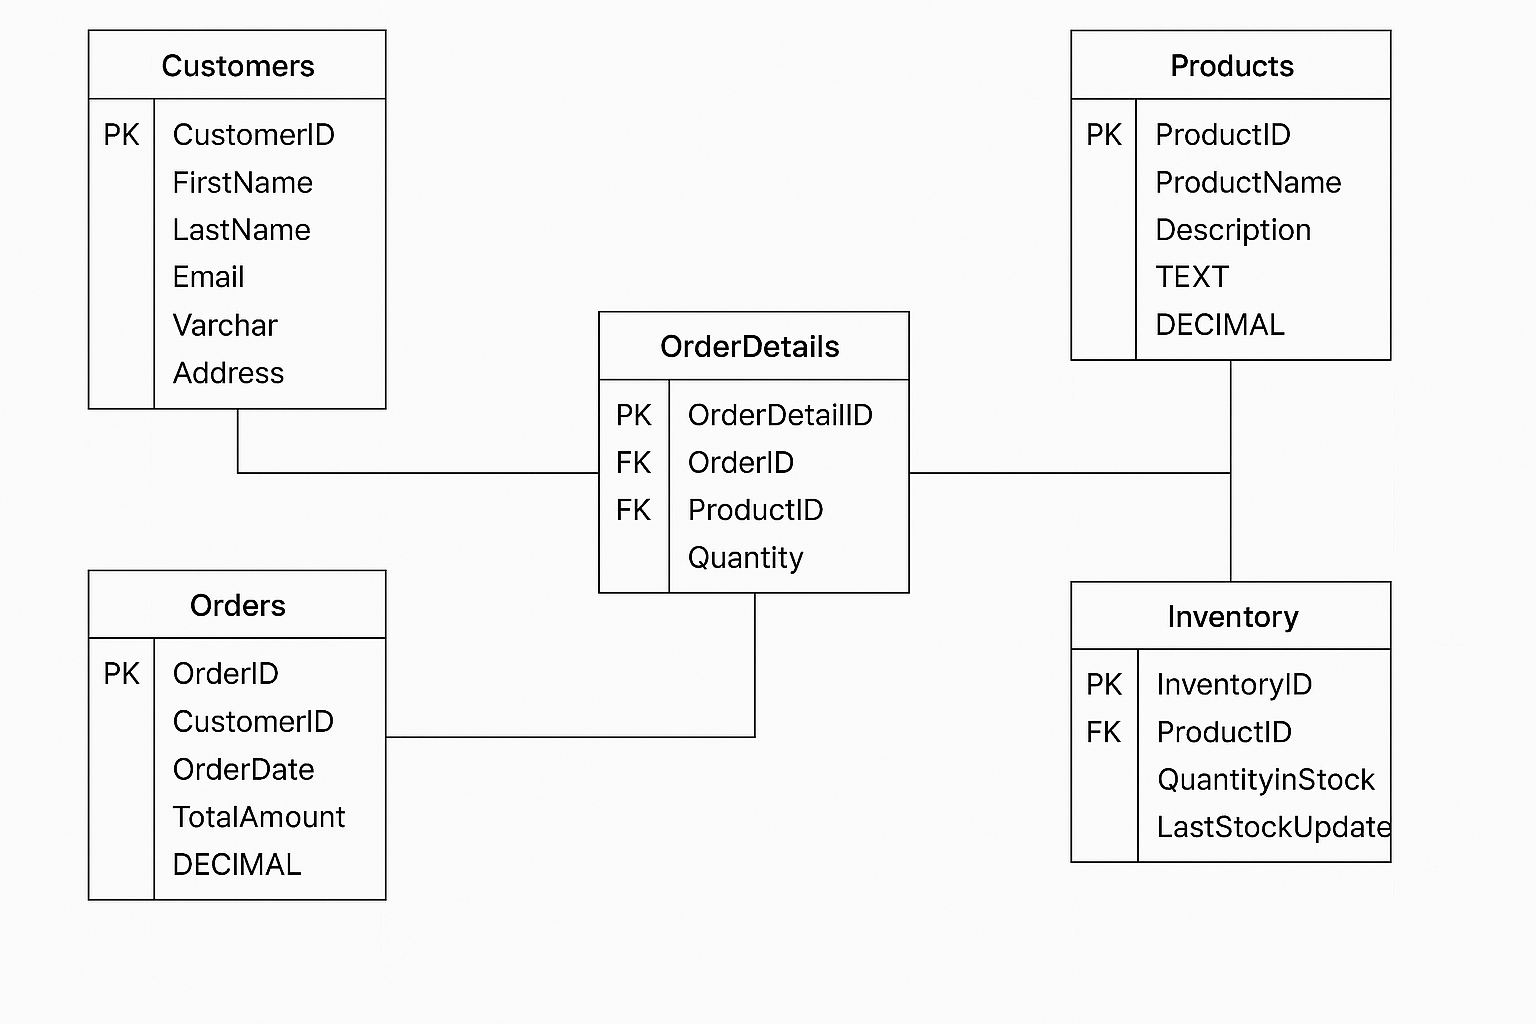 Customers
PK CustomerID
FirstName
LastName
Email
Varchar
Address
Products
PK ProductID
ProductName
Description
TEXT
DECIMAL
OrderDetails
PK OrderDetailID
FK OrderID
FK ProductID
Quantity
Orders
PK OrderID
CustomerID
OrderDate
TotalAmount
DECIMAL
Inventory
PK InventoryID
FK ProductID
QuantityinStock
LastStockUpdate